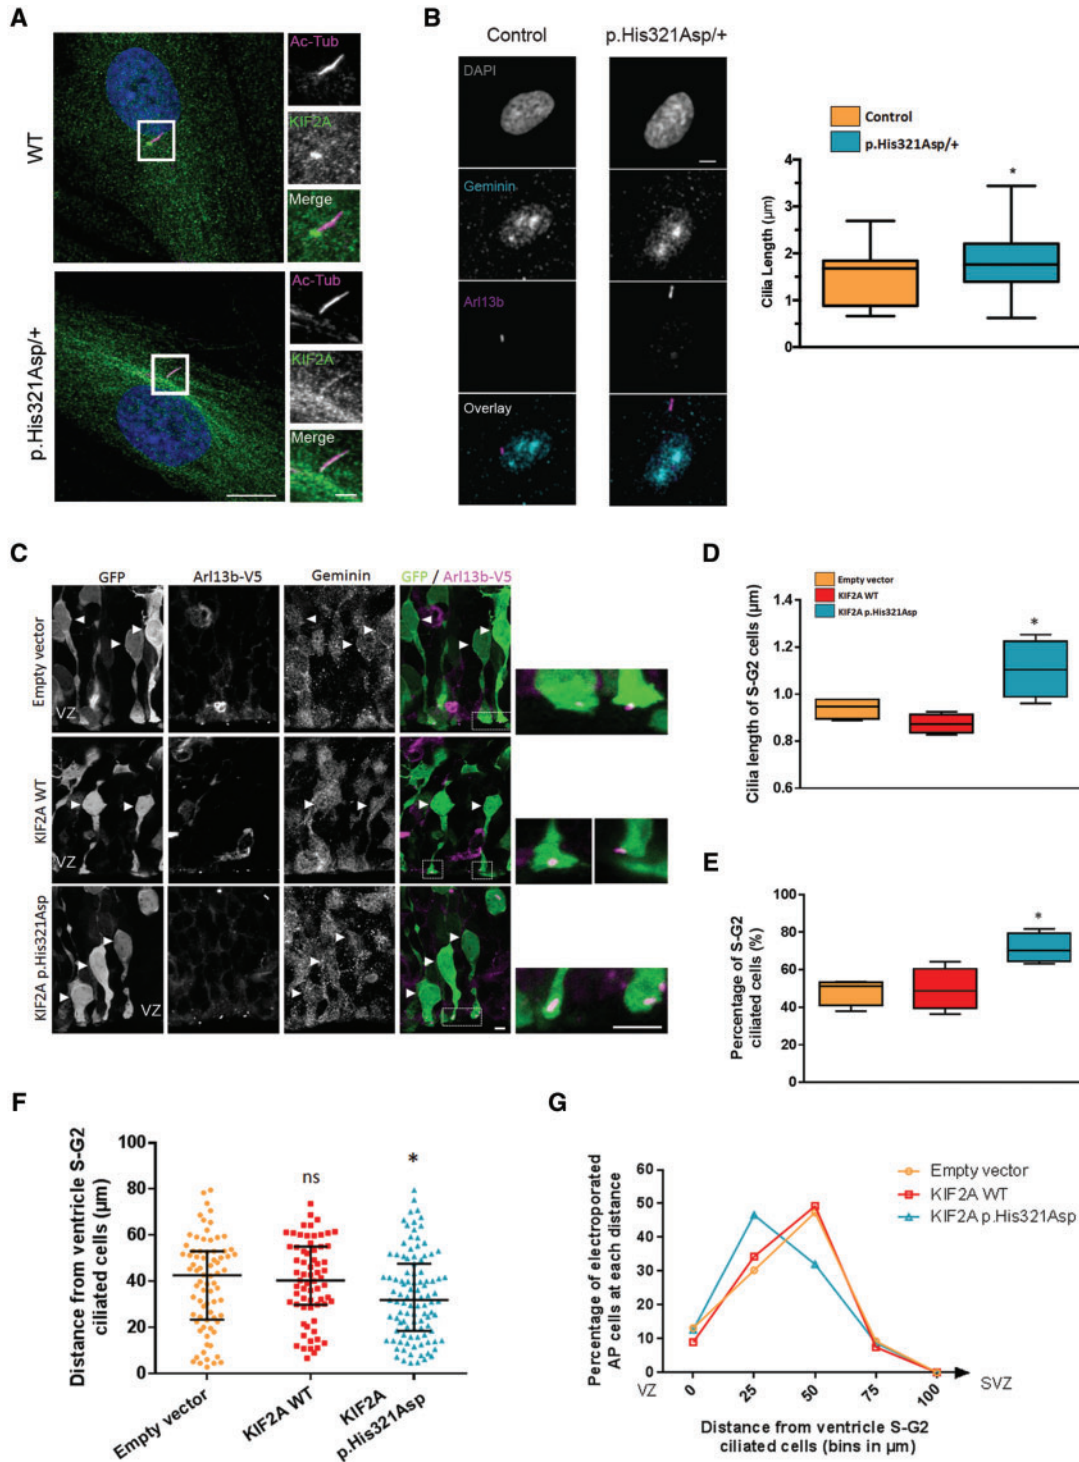 A
WT
Ac-Tub
KIF2A
Merge
p.His321Asp/+
Ac-Tub
KIF2A
Merge
B
Control
p.His321Asp/+
DAPI
Geminin
Arl13b
Overlay
Control
p.His321Asp/+
Cilia Length (µm)
4
3
2
1
0
*
C
GFP
Arl13b-V5
Geminin
GFP / Arl13b-V5
Empty vector
VZ
KIF2A WT
VZ
KIF2A p.His321Asp
VZ
D
Cilia length of S-G2 cells (µm)
Empty vector
KIF2A WT
KIF2A p.His321Asp
1.4
1.2
1.0
0.8
0.6
*
E
Percentage of S-G2
ciliated cells (%)
100
80
60
40
20
0
*
F
Distance from ventricle S-G2
ciliated cells (µm)
100
80
60
40
20
0
ns
*
Empty vector
KIF2A WT
KIF2A
p.His321Asp
G
Percentage of electroporated
AP cells at each distance
60
50
40
30
20
10
0
Empty vector
KIF2A WT
KIF2A p.His321Asp
VZ
0
25
50
75
100
SVZ
Distance from ventricle S-G2
ciliated cells (bins in µm)